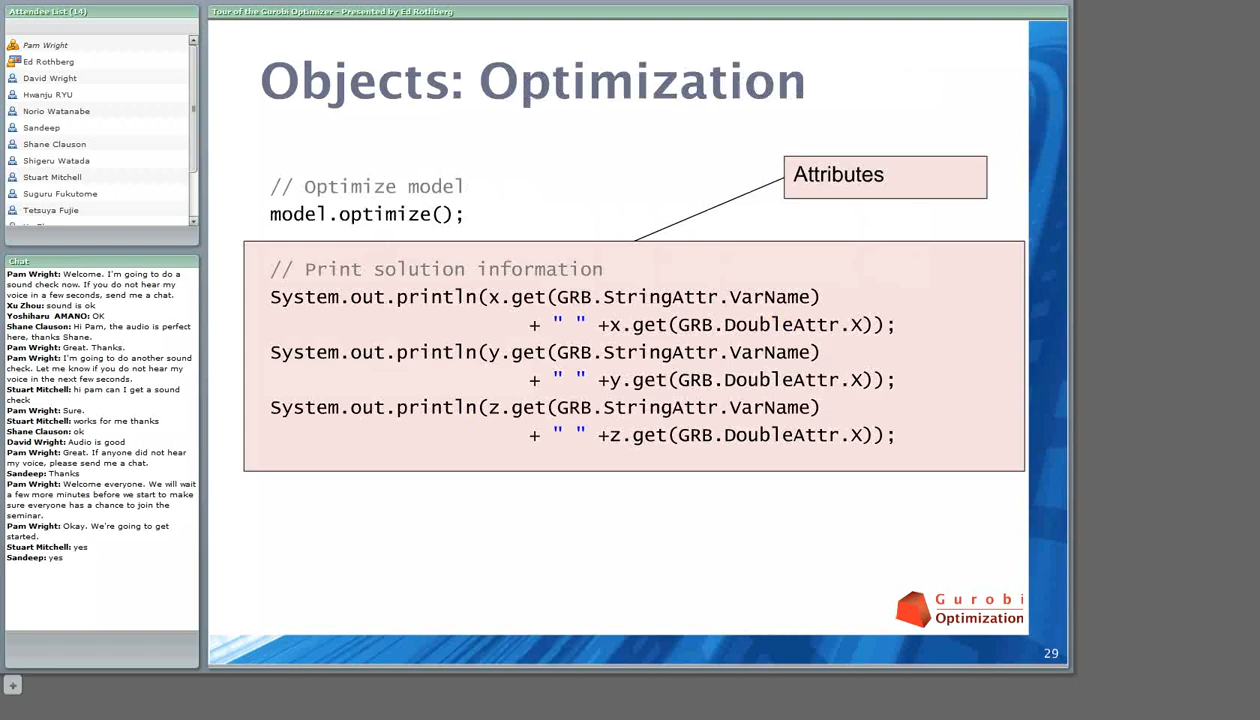 Attendee List (14)
Pam Wright
Ed Rothberg
David Wright
Hwanju RYU
Norio Watanabe
Sandeep
Shane Clauson
Shigeru Watada
Stuart Mitchell
Suguru Fukutome
Tetsuya Fujie
Chat
Pam Wright: Welcome. I'm going to do a
sound check now. If you do not hear my
voice in a few seconds, send me a chat.
Xu Zhou: sound is ok
Yoshiharu AMANO: OK
Shane Clauson: Hi Pam, the audio is perfect
here, thanks Shane.
Pam Wright: Great. Thanks.
Pam Wright: I'm going to do another sound
check. Let me know if you do not hear my
voice in the next few seconds.
Stuart Mitchell: hi pam can I get a sound
check
Pam Wright: Sure.
Stuart Mitchell: works for me thanks
Shane Clauson: ok
David Wright: Audio is good
Pam Wright: Great. If anyone did not hear
my voice, please send me a chat.
Sandeep: Thanks
Pam Wright: Welcome everyone. We will wait
a few more minutes before we start to make
sure everyone has a chance to join the
seminar.
Pam Wright: Okay. We're going to get
started.
Stuart Mitchell: yes
Sandeep: yes
Tour of the Gurobi Optimizer - Presented by Ed Rothberg
Objects: Optimization
Attributes
// Optimize model
model.optimize();
// Print solution information
System.out.println(x.get(GRB.StringAttr.VarName)
+ " " +x.get(GRB.DoubleAttr.X));
System.out.println(y.get(GRB.StringAttr.VarName)
+ " " +y.get(GRB.DoubleAttr.X));
System.out.println(z.get(GRB.StringAttr.VarName)
+ " " +z.get(GRB.DoubleAttr.X));
Gurobi
Optimization
29